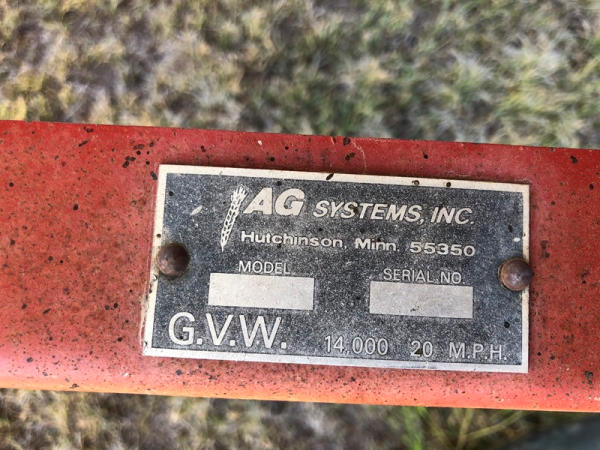 AG SYSTEMS, INC.
Hutchinson, Minn. 55350
MODEL SERIAL NO.
G.V.W. 14,000 20 M.P.H.